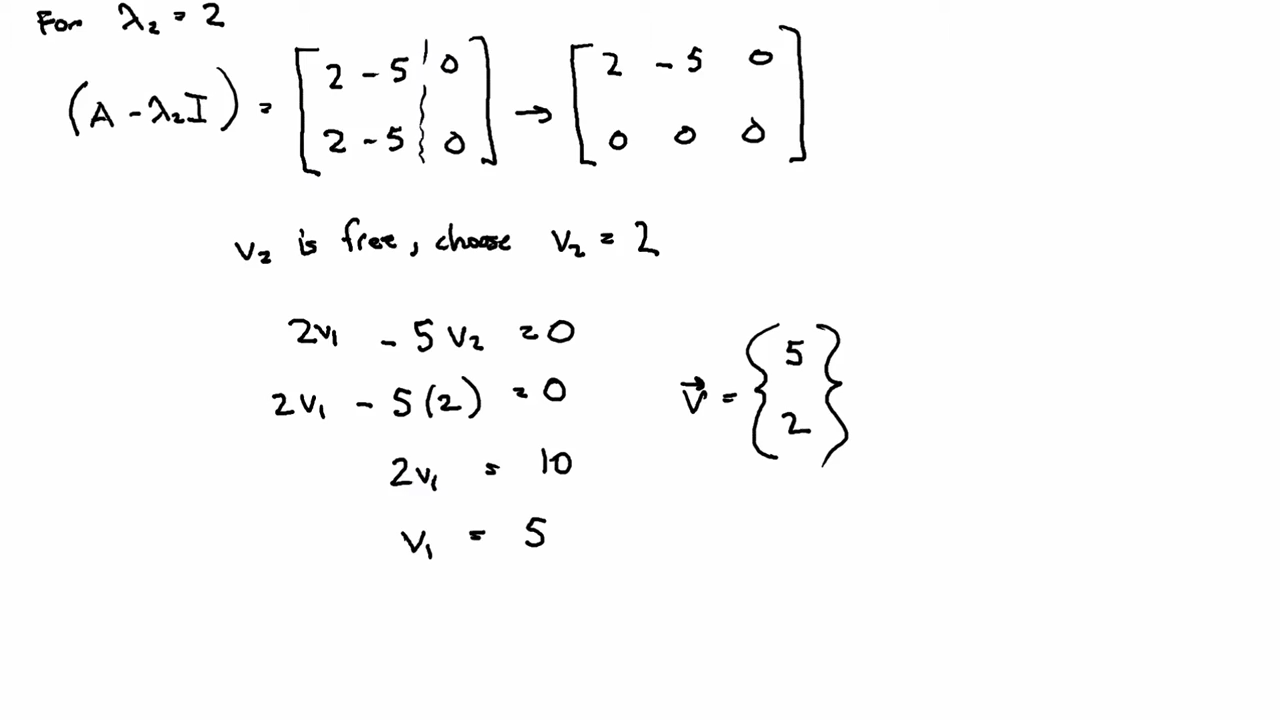 For λ₂ = 2
(A - λ₂I) = [2 -5 | 0; 2 -5 | 0] → [2 -5 0; 0 0 0]
v₂ is free, choose v₂ = 2
2v₁ - 5v₂ = 0
2v₁ - 5(2) = 0
2v₁ = 10
v₁ = 5
v⃗ = {5; 2}